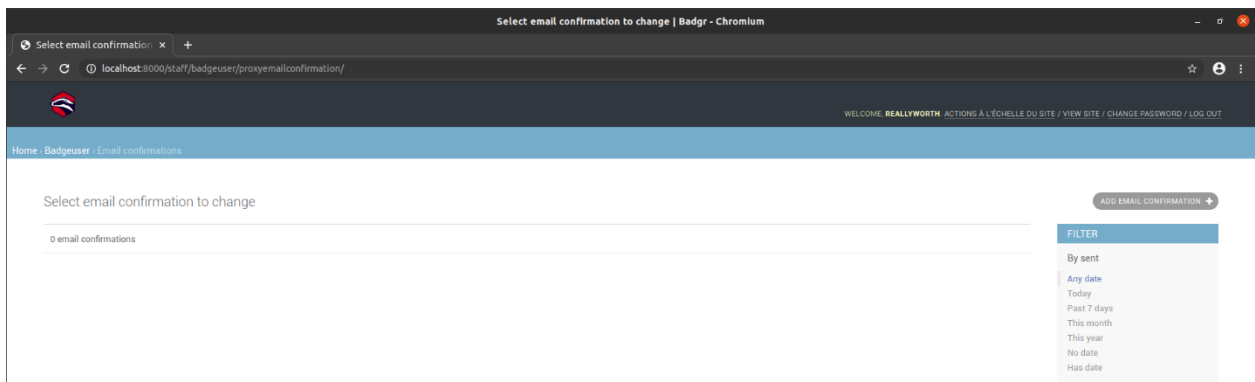 Select email confirmation to change | Badgr - Chromium
Select email confirmation
localhost:8000/staff/badgeuser/proxyemailconfirmation/
WELCOME, REALLYWORTH. ACTIONS À L'ÉCHELLE DU SITE / VIEW SITE / CHANGE PASSWORD / LOG OUT
Home › Badgeuser › Email confirmations
Select email confirmation to change
ADD EMAIL CONFIRMATION +
0 email confirmations
FILTER
By sent
Any date
Today
Past 7 days
This month
This year
No date
Has date